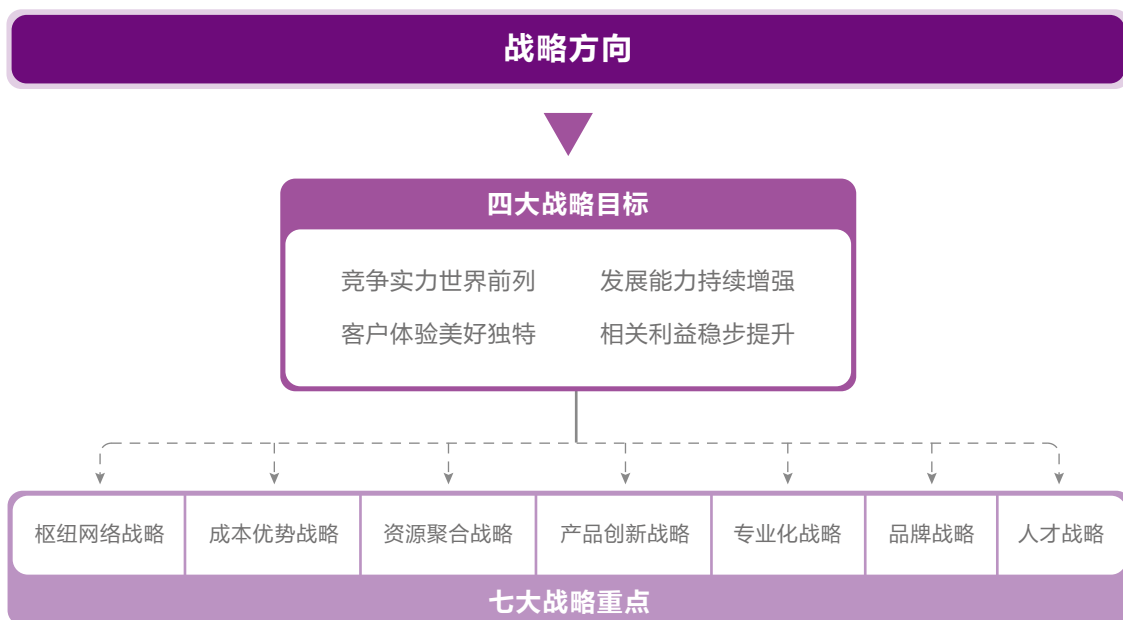 战略方向
四大战略目标
竞争实力世界前列 发展能力持续增强
客户体验美好独特 相关利益稳步提升
枢纽网络战略 成本优势战略 资源聚合战略 产品创新战略 专业化战略 品牌战略 人才战略
七大战略重点